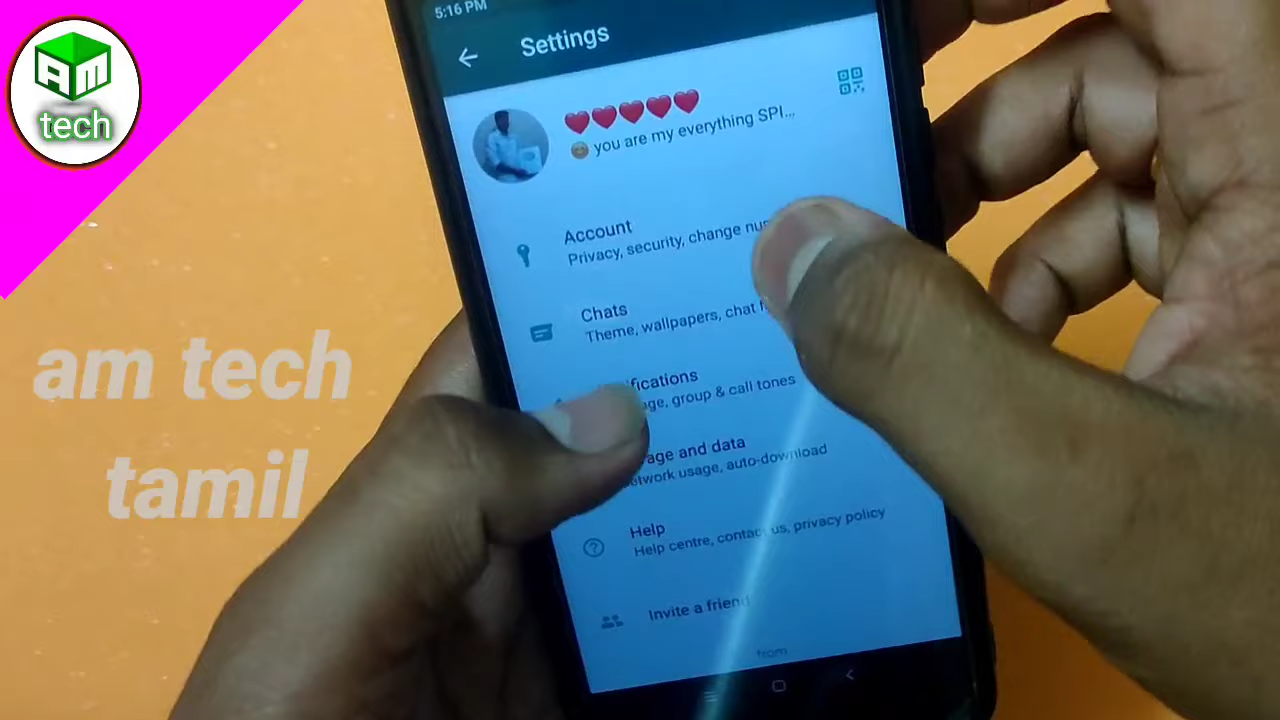 5:16 PM
Settings
AM
tech
❤️❤️❤️❤️❤️
😊 you are my everything SPI...
Account
Privacy, security, change
Chats
Theme, wallpapers, chat
am tech
tamil
ifications
ge, group & call tones
age and data
etwork usage, auto-download
Help
Help centre, contact us, privacy policy
Invite a friend
from